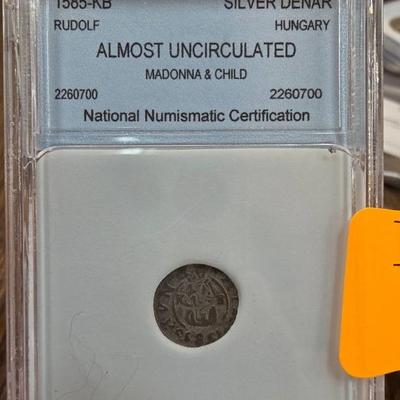 1585-KB SILVER DENAR
RUDOLF HUNGARY
ALMOST UNCIRCULATED
MADONNA & CHILD
2260700 2260700
National Numismatic Certification